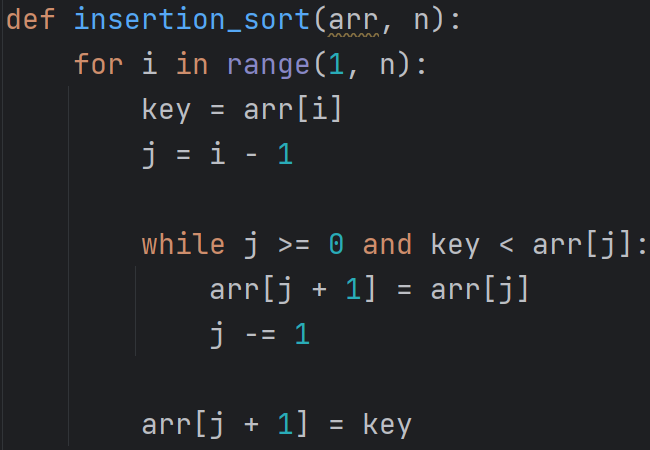 def insertion_sort(arr, n):
    for i in range(1, n):
        key = arr[i]
        j = i - 1

        while j >= 0 and key < arr[j]:
            arr[j + 1] = arr[j]
            j -= 1

        arr[j + 1] = key